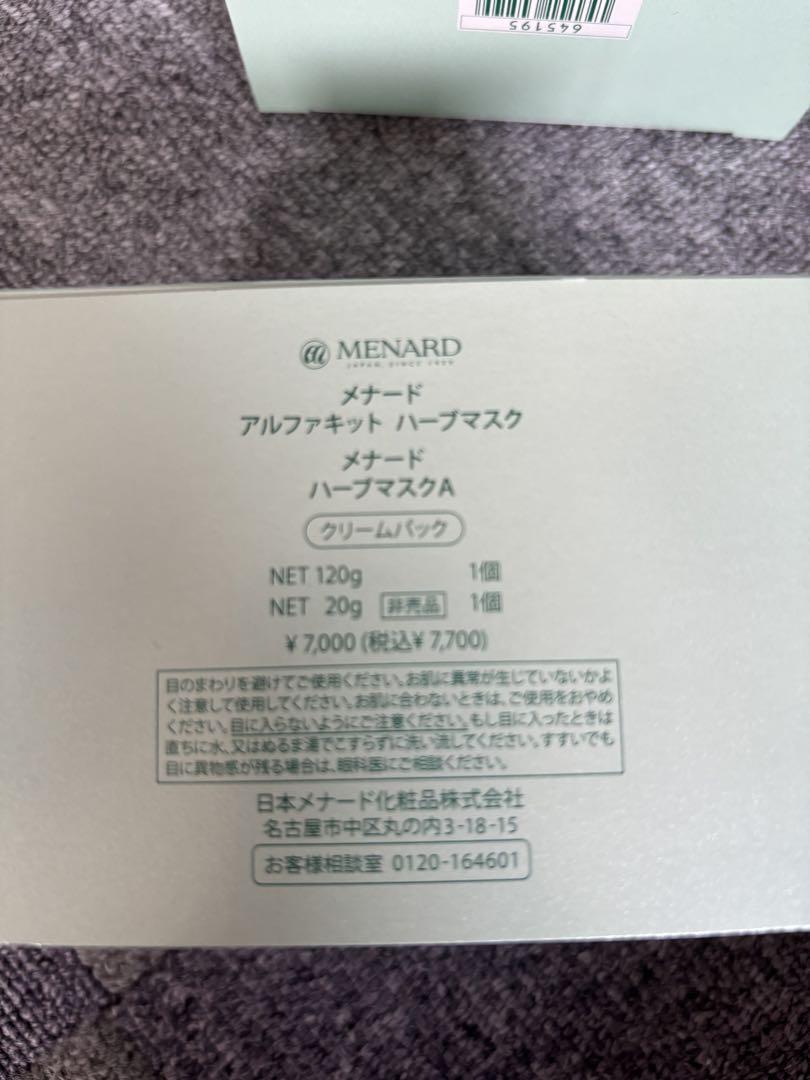 645195
MENARD
JAPAN, SINCE 1959
メナード
アルファキット ハーブマスク
メナード
ハーブマスクA
クリームパック
NET 120g 1個
NET 20g 非売品 1個
¥7,000 (税込¥7,700)
目のまわりを避けてご使用ください。お肌に異常が生じていないかよ
く注意して使用してください。お肌に合わないときは、ご使用をおやめ
ください。目に入らないようにご注意ください。もし目に入ったときは
直ちに水、又はぬるま湯でこすらずに洗い流してください。すすいでも
目に異物感が残る場合は、眼科医にご相談ください。
日本メナード化粧品株式会社
名古屋市中区丸の内3-18-15
お客様相談室 0120-164601